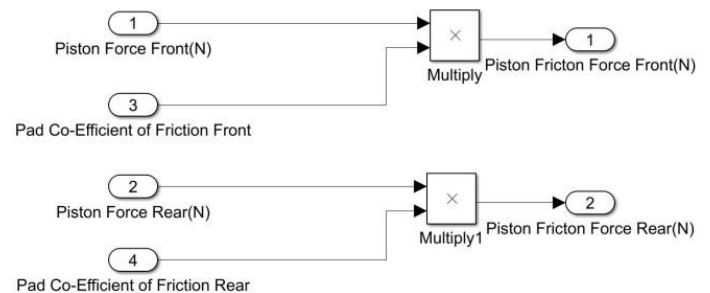 1
Piston Force Front(N)
×
Multiply
1
Piston Fricton Force Front(N)
3
Pad Co-Efficient of Friction Front
2
Piston Force Rear(N)
×
Multiply1
2
Piston Fricton Force Rear(N)
4
Pad Co-Efficient of Friction Rear